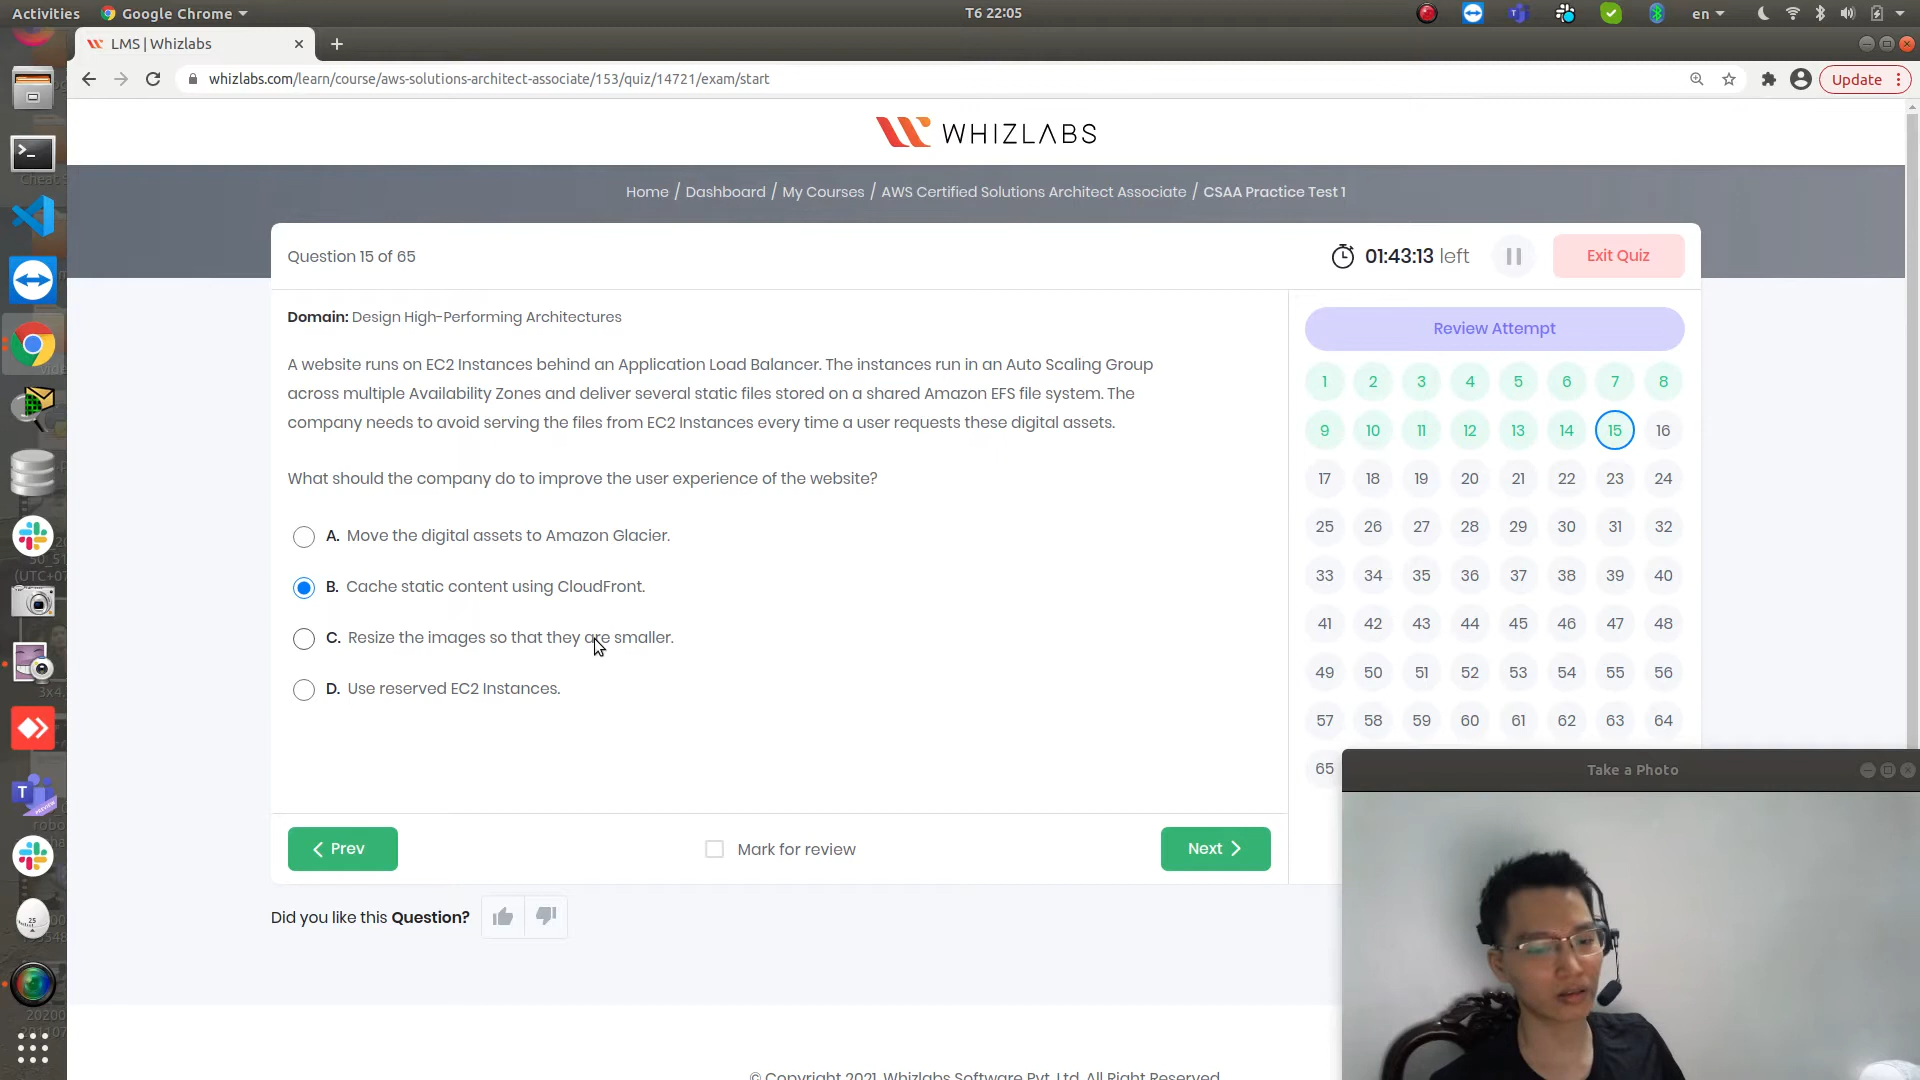 Activities
Google Chrome
T6 22:05
en
LMS | Whizlabs
whizlabs.com/learn/course/aws-solutions-architect-associate/153/quiz/14721/exam/start
Update
WHIZLABS
Home / Dashboard / My Courses / AWS Certified Solutions Architect Associate / CSAA Practice Test 1
Question 15 of 65
01:43:13 left
Exit Quiz
Domain: Design High-Performing Architectures
A website runs on EC2 Instances behind an Application Load Balancer. The instances run in an Auto Scaling Group
across multiple Availability Zones and deliver several static files stored on a shared Amazon EFS file system. The
company needs to avoid serving the files from EC2 Instances every time a user requests these digital assets.
What should the company do to improve the user experience of the website?
A. Move the digital assets to Amazon Glacier.
B. Cache static content using CloudFront.
C. Resize the images so that they are smaller.
D. Use reserved EC2 Instances.
Prev
Mark for review
Next
Did you like this Question?
Review Attempt
1 2 3 4 5 6 7 8
9 10 11 12 13 14 15 16
17 18 19 20 21 22 23 24
25 26 27 28 29 30 31 32
33 34 35 36 37 38 39 40
41 42 43 44 45 46 47 48
49 50 51 52 53 54 55 56
57 58 59 60 61 62 63 64
65
Take a Photo
© Copyright 2021. Whizlabs Software Pvt. Ltd. All Right Reserved